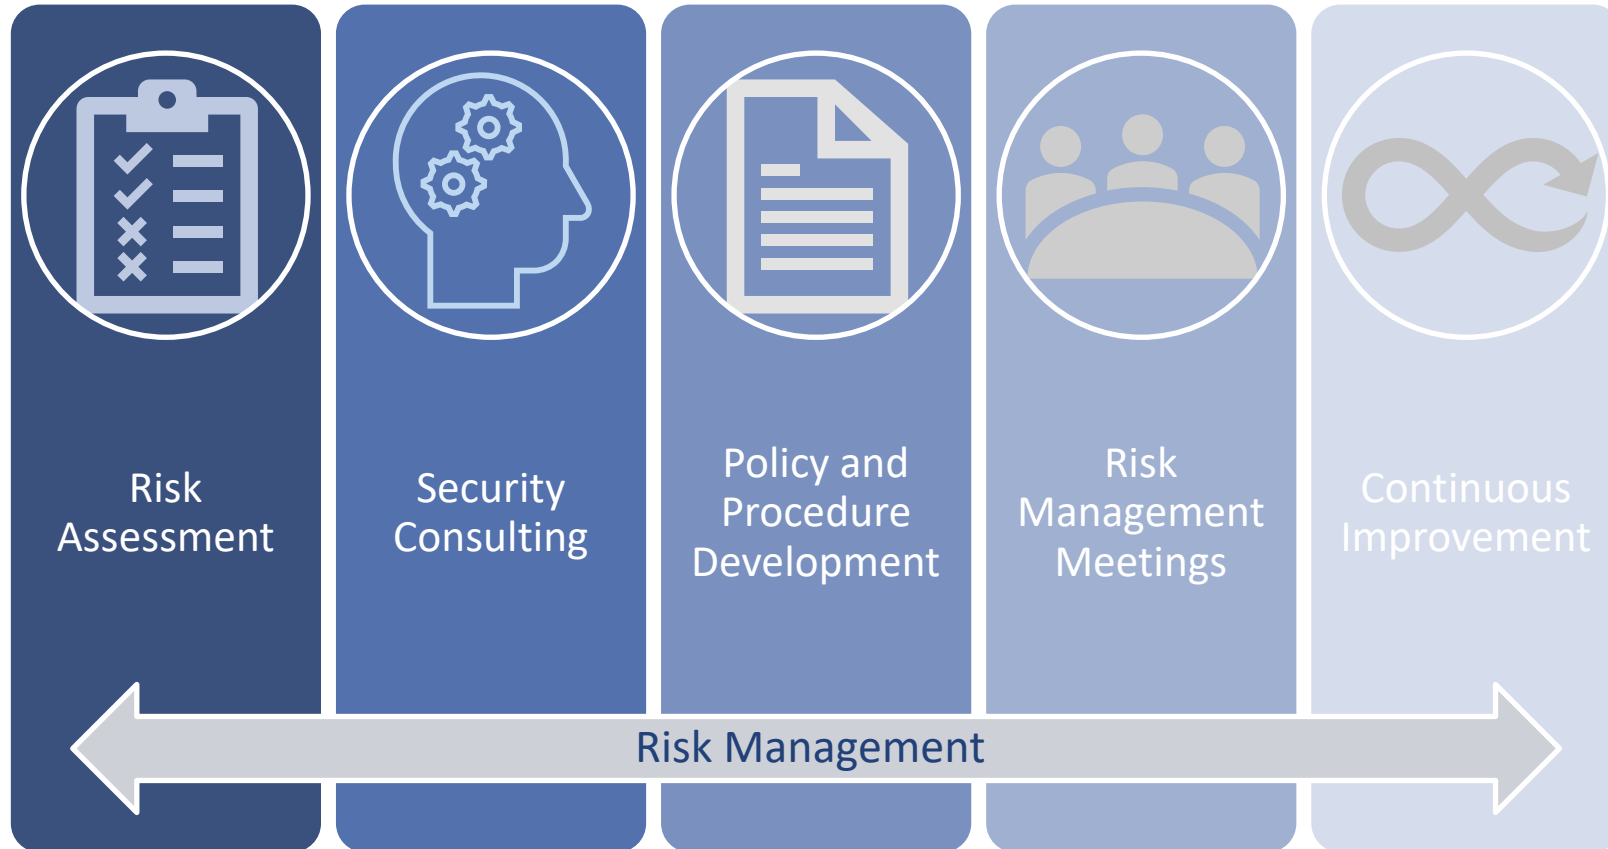 Risk
Assessment
Security
Consulting
Policy and
Procedure
Development
Risk
Management
Meetings
Continuous
Improvement
Risk Management